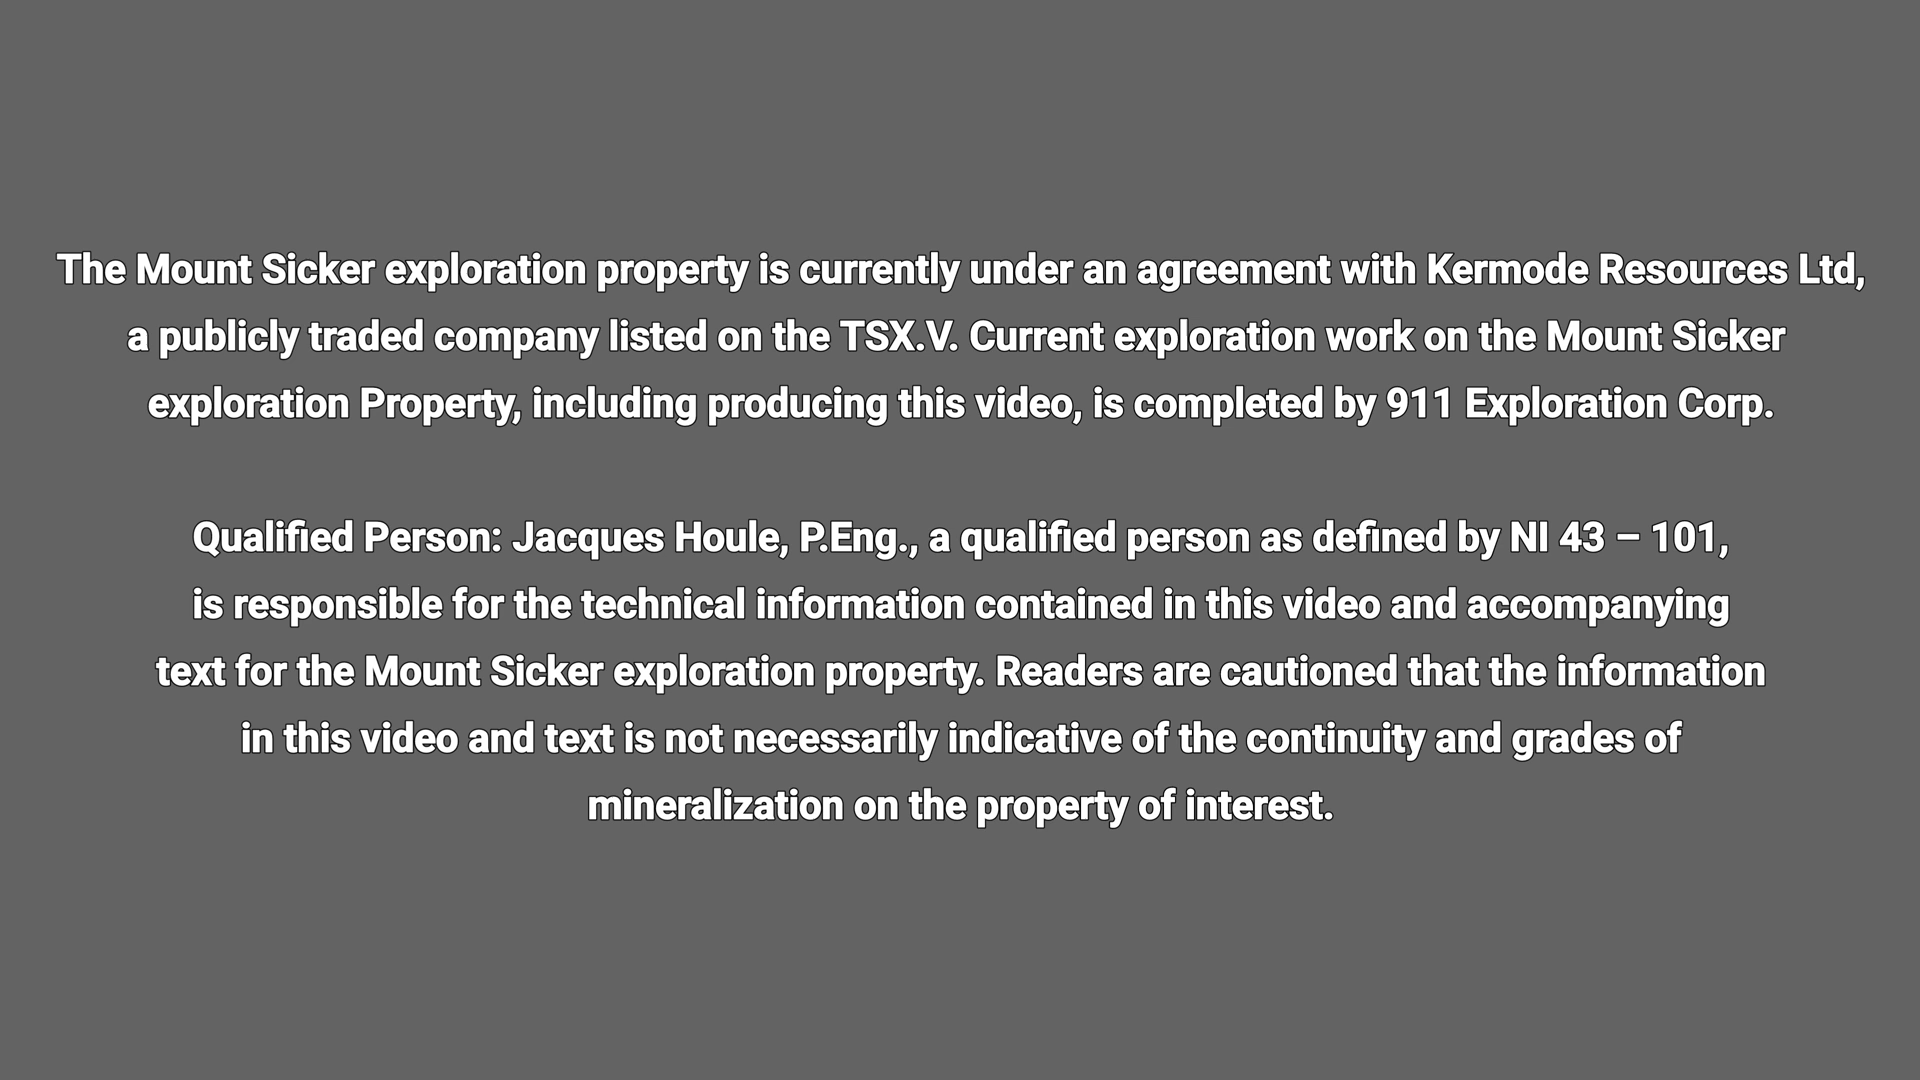 The Mount Sicker exploration property is currently under an agreement with Kermode Resources Ltd,
a publicly traded company listed on the TSX.V. Current exploration work on the Mount Sicker
exploration Property, including producing this video, is completed by 911 Exploration Corp.
Qualified Person: Jacques Houle, P.Eng., a qualified person as defined by NI 43 – 101,
is responsible for the technical information contained in this video and accompanying
text for the Mount Sicker exploration property. Readers are cautioned that the information
in this video and text is not necessarily indicative of the continuity and grades of
mineralization on the property of interest.